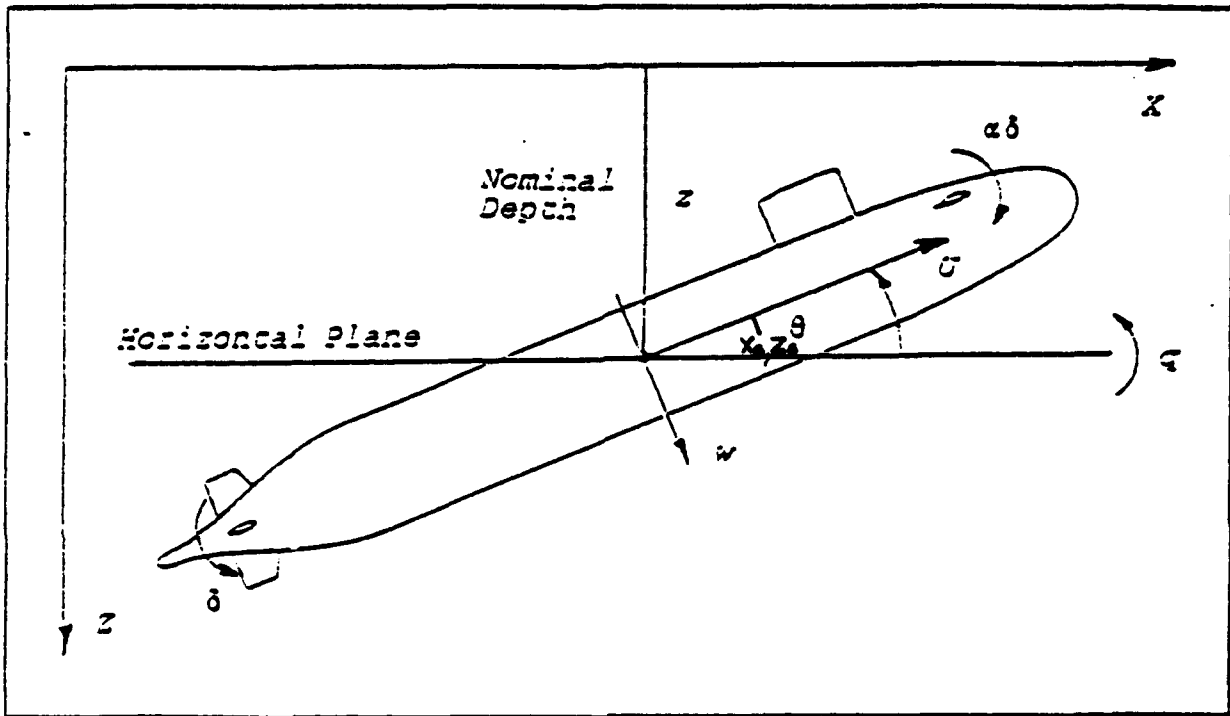 X
αδ
Nominal
Depth
z
U
Horizontal Plane
θ
q
w
δ
Z